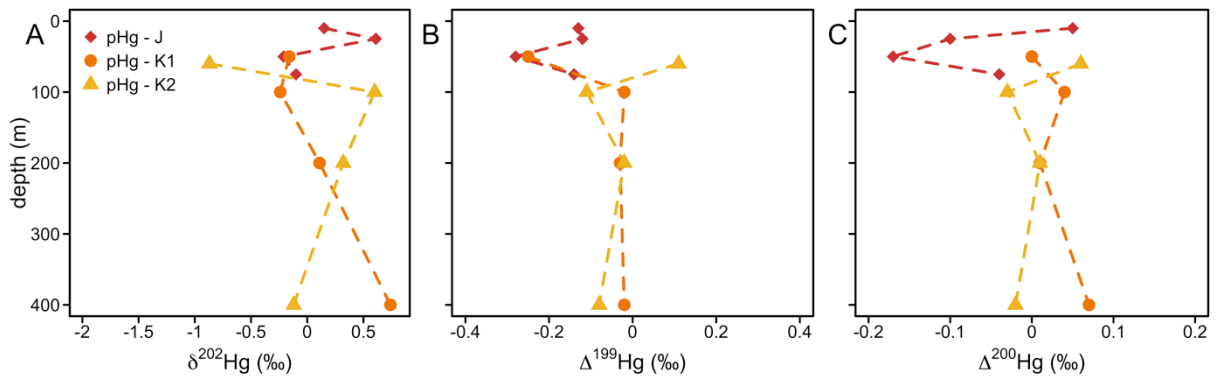 A
B
C
pHg - J
pHg - K1
pHg - K2
depth (m)
0
100
200
300
400
-2 -1.5 -1 -0.5 0 0.5
-0.4 -0.2 0 0.2 0.4
-0.2 -0.1 0 0.1 0.2
δ²⁰²Hg (‰)
Δ¹⁹⁹Hg (‰)
Δ²⁰⁰Hg (‰)